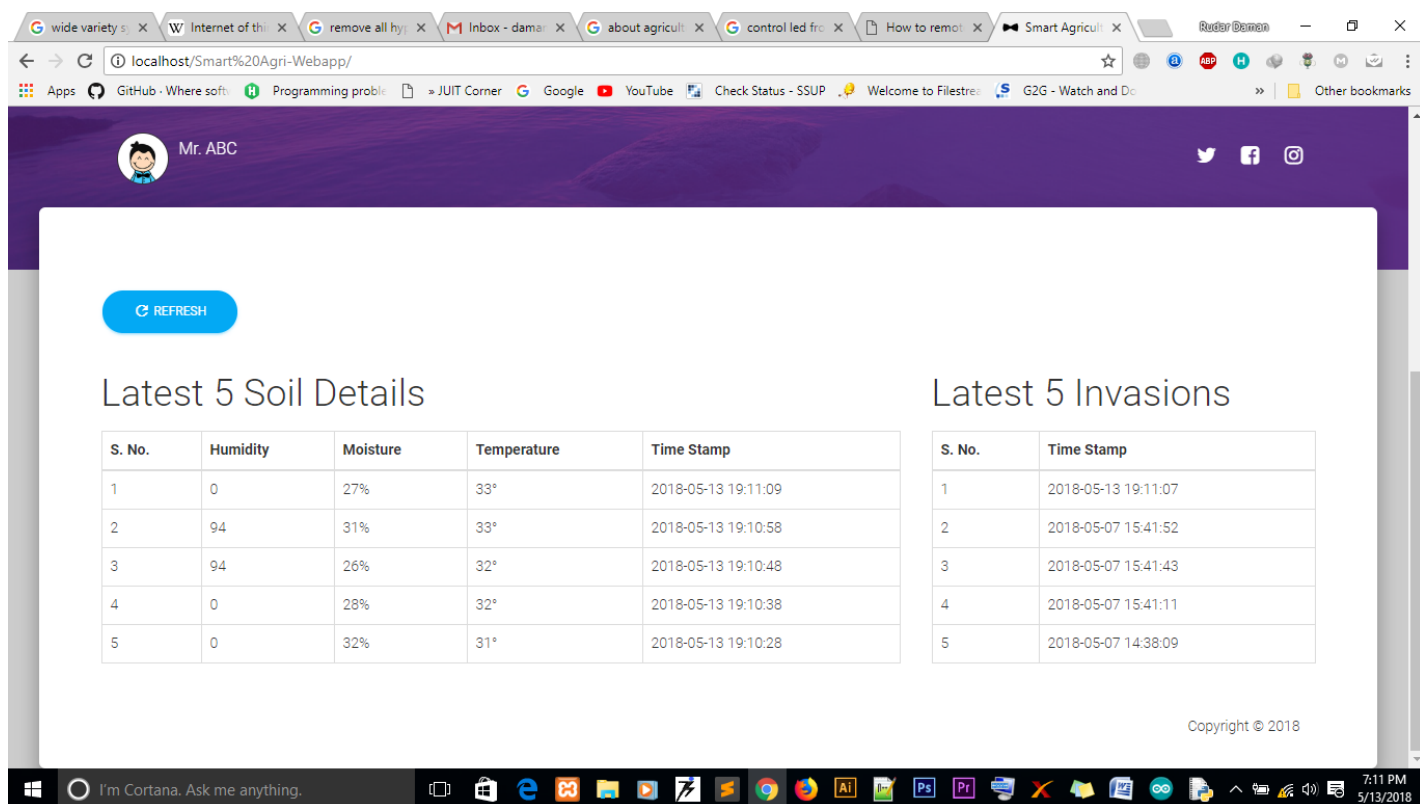 wide variety s
Internet of thi
remove all hyp
Inbox - damar
about agricult
control led fro
How to remot
Smart Agricult
Rudar Daman
localhost/Smart%20Agri-Webapp/
Apps
GitHub - Where soft
Programming proble
» JUIT Corner
Google
YouTube
Check Status - SSUP
Welcome to Filestrea
G2G - Watch and Do
»
Other bookmarks
Mr. ABC
REFRESH
Latest 5 Soil Details
S. No. Humidity Moisture Temperature Time Stamp
1 0 27% 33° 2018-05-13 19:11:09
2 94 31% 33° 2018-05-13 19:10:58
3 94 26% 32° 2018-05-13 19:10:48
4 0 28% 32° 2018-05-13 19:10:38
5 0 32% 31° 2018-05-13 19:10:28
Latest 5 Invasions
S. No. Time Stamp
1 2018-05-13 19:11:07
2 2018-05-07 15:41:52
3 2018-05-07 15:41:43
4 2018-05-07 15:41:11
5 2018-05-07 14:38:09
Copyright © 2018
I'm Cortana. Ask me anything.
Ai
Ps
Pr
7:11 PM
5/13/2018